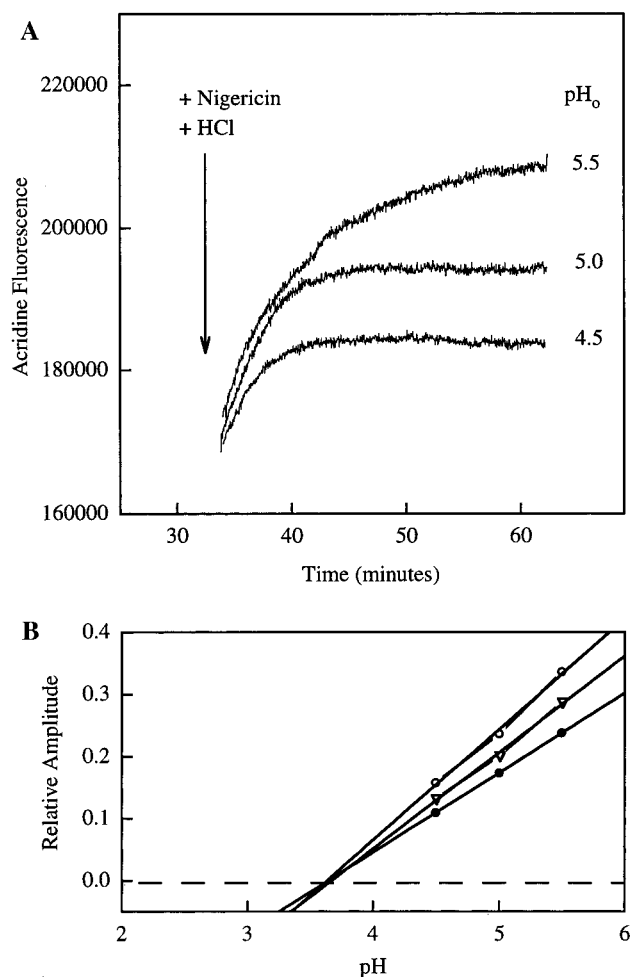 A
220000
200000
180000
160000
Acridine Fluorescence
+ Nigericin
+ HCl
pHo
5.5
5.0
4.5
30
40
50
60
Time (minutes)
B
0.4
0.3
0.2
0.1
0.0
Relative Amplitude
2
3
4
5
6
pH